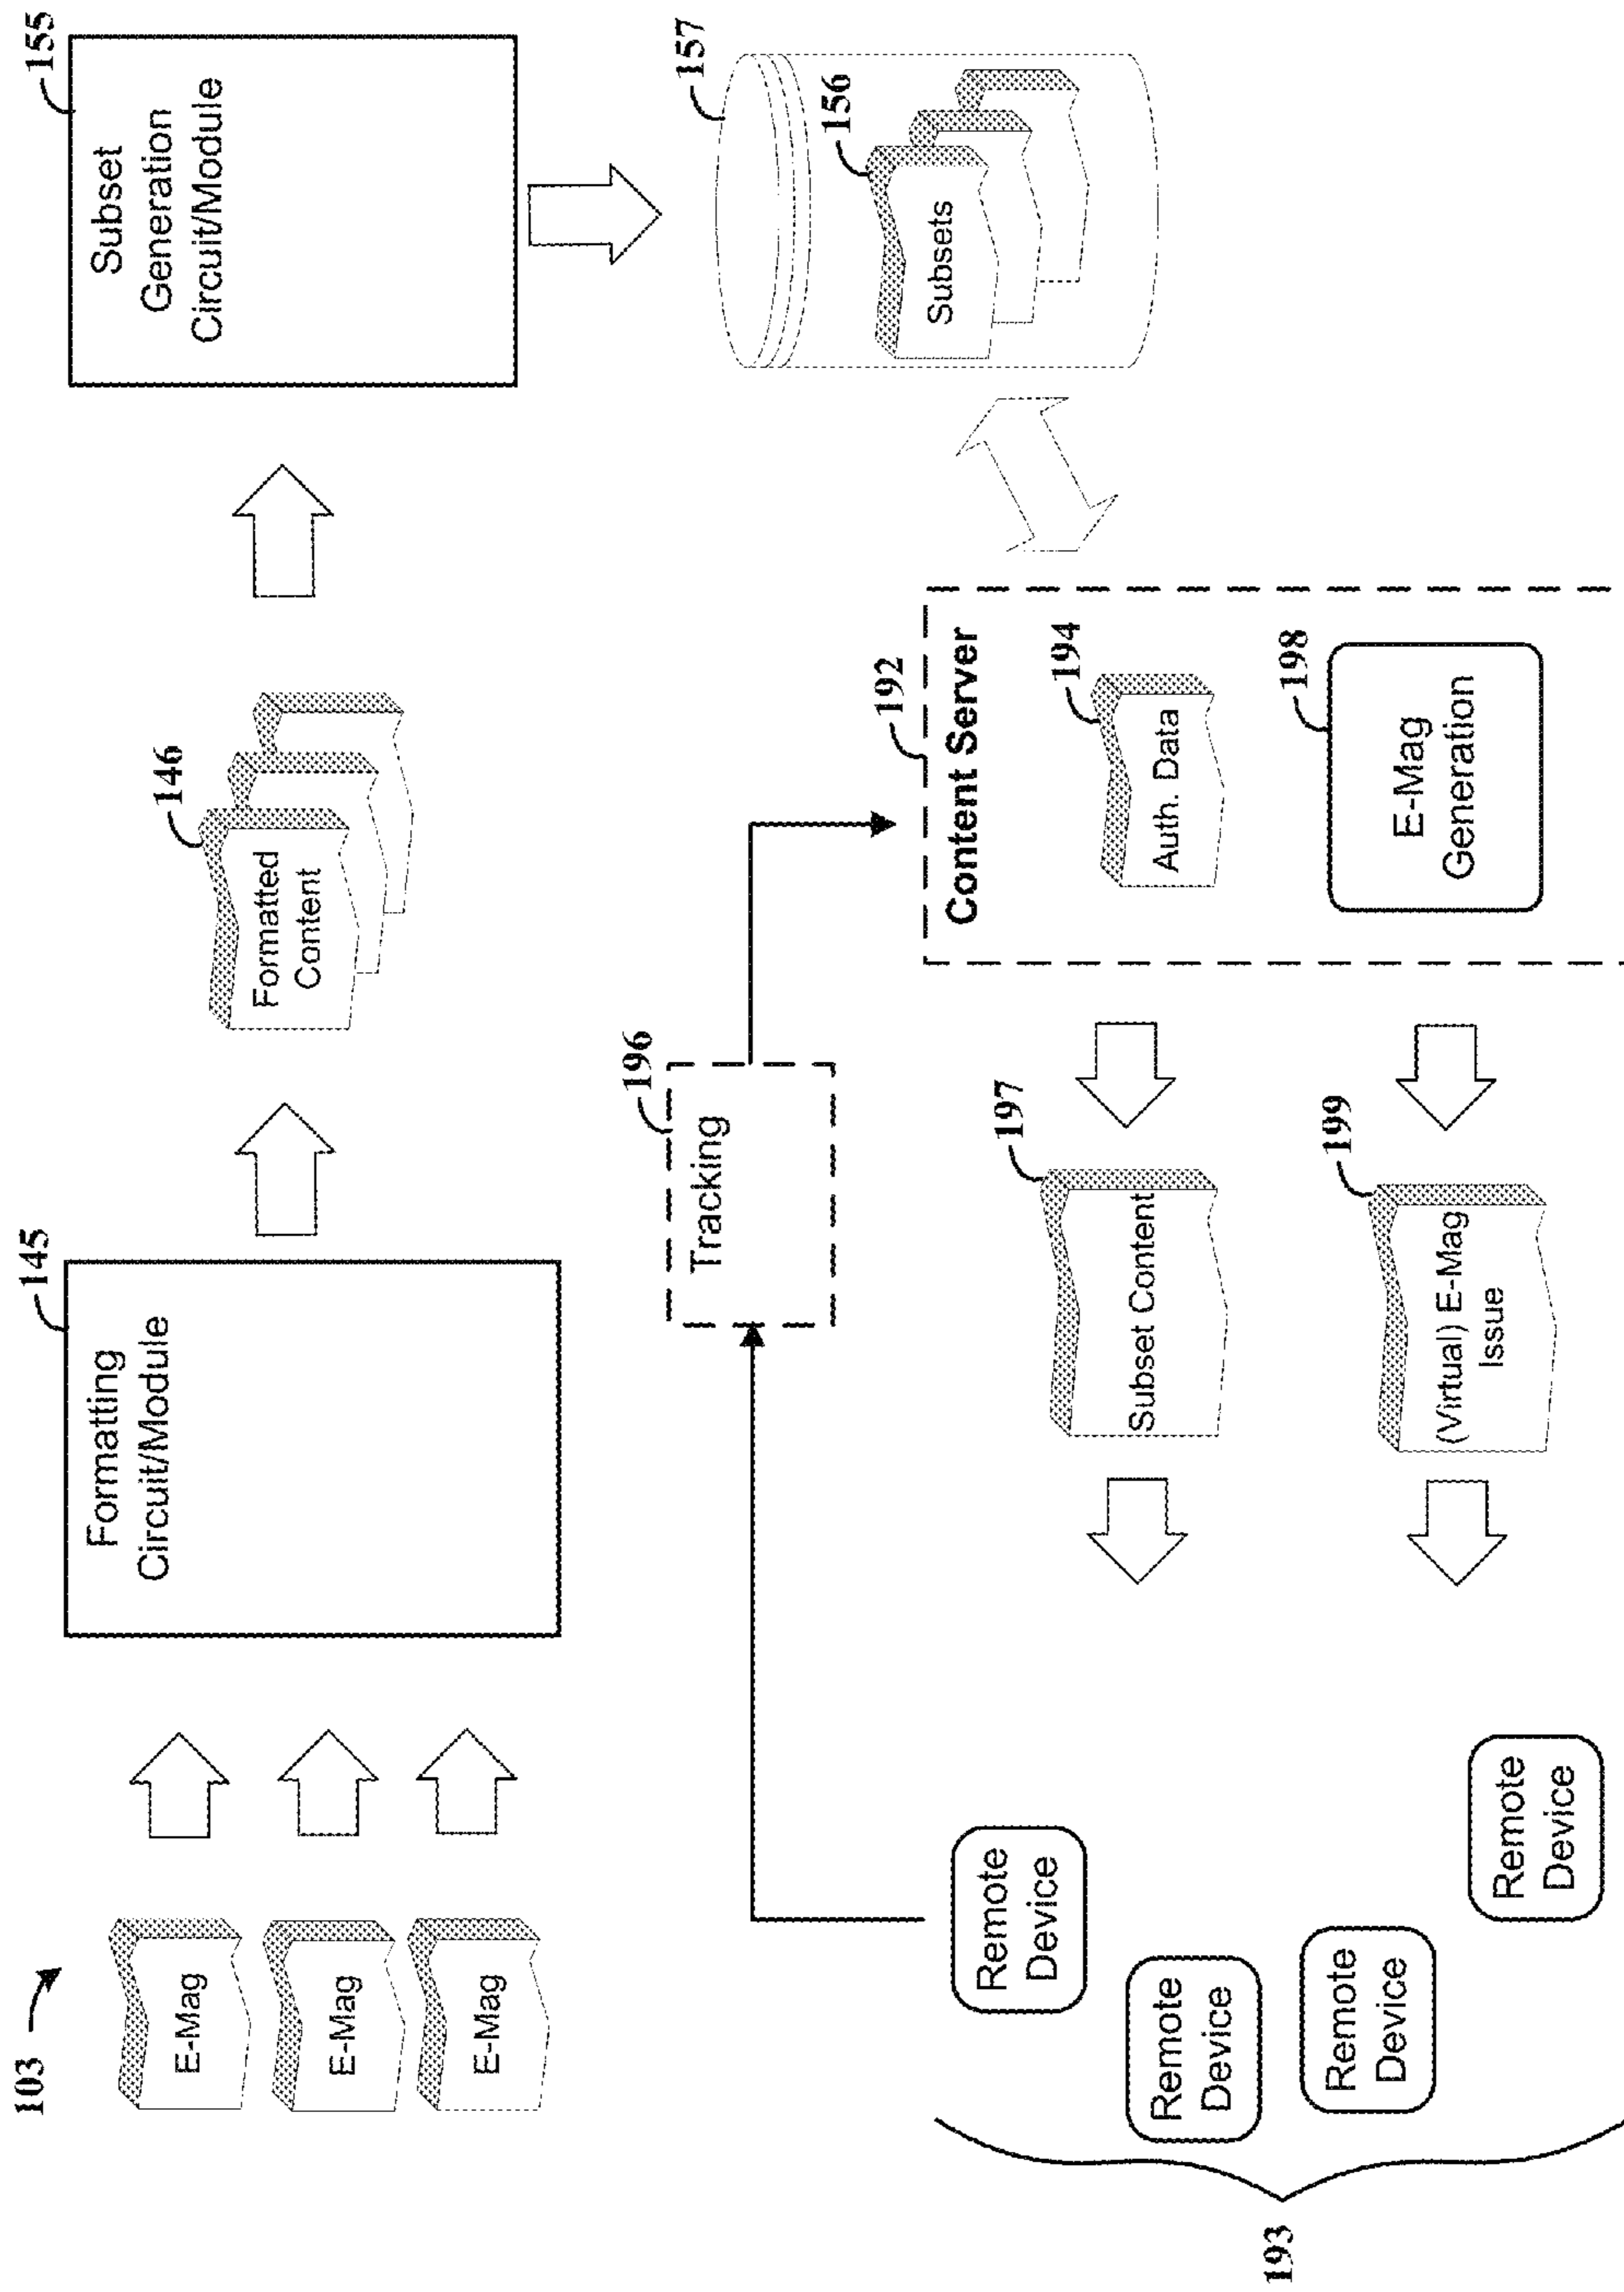 103
E-Mag
E-Mag
E-Mag
145
Formatting
Circuit/Module
146
Formatted
Content
155
Subset
Generation
Circuit/Module
157
156
Subsets
196
Tracking
192
Content Server
194
Auth. Data
198
E-Mag
Generation
197
Subset Content
199
(Virtual) E-Mag
Issue
Remote
Device
Remote
Device
Remote
Device
Remote
Device
193